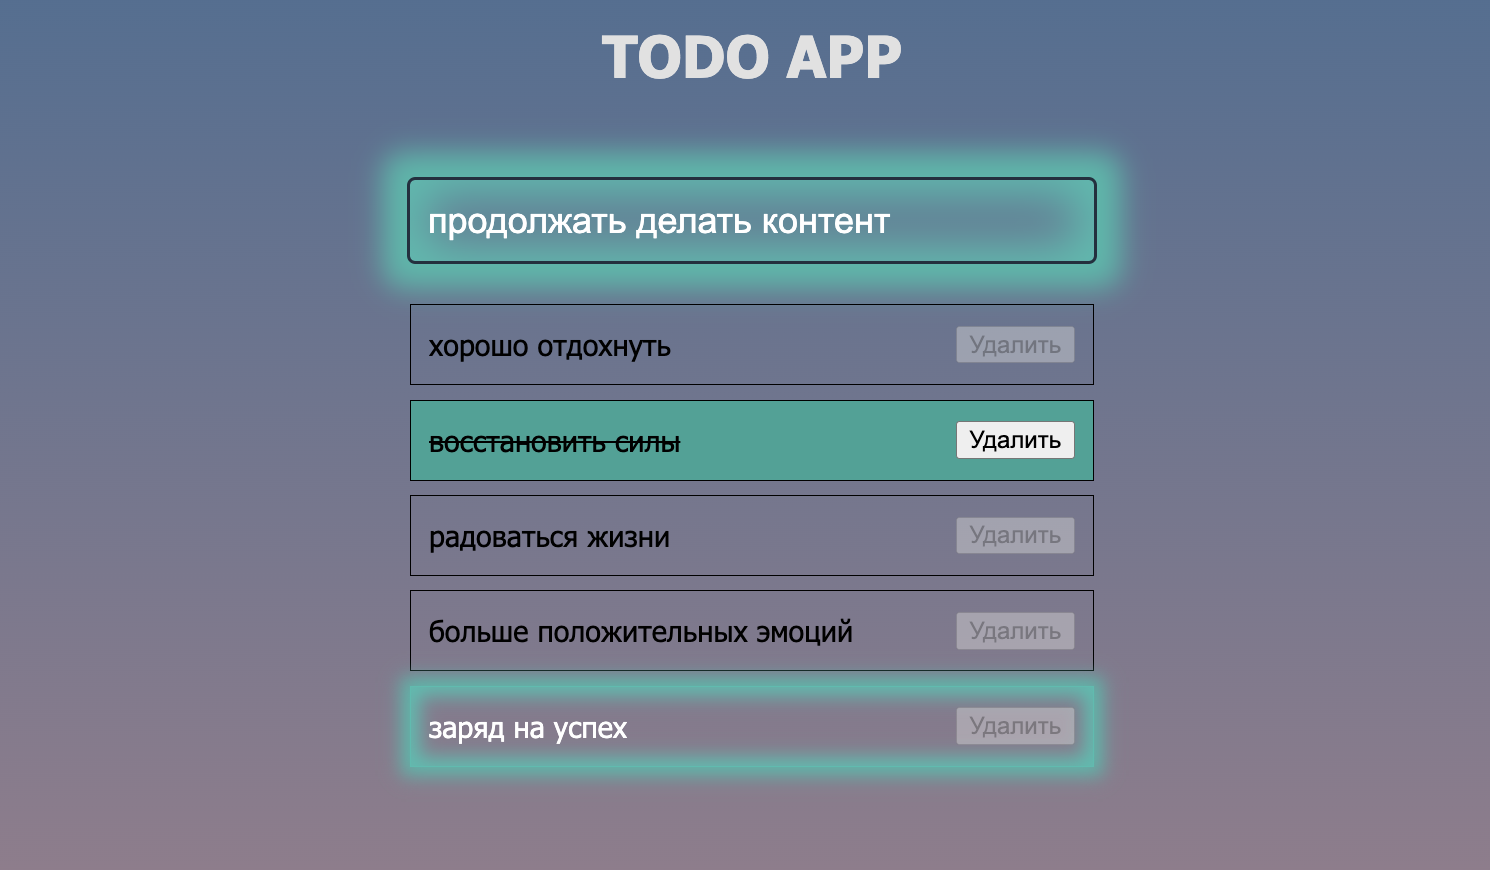 TODO APP
продолжать делать контент
хорошо отдохнуть Удалить
восстановить силы Удалить
радоваться жизни Удалить
больше положительных эмоций Удалить
заряд на успех Удалить